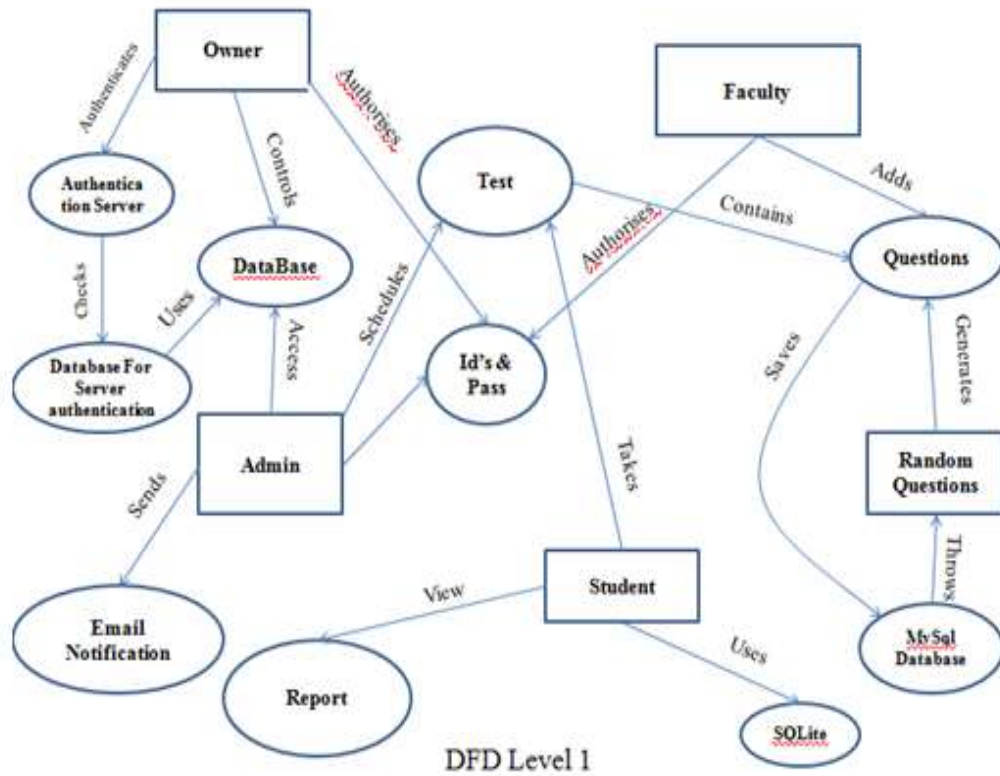 Owner
Faculty
Authenticates
Authorises
Controls
Test
Adds
Contains
Authorises
Authentica
tion Server
DataBase
Questions
Checks
Uses
Access
Schedules
Id's &
Pass
Saves
Generates
Database For
Server
authentication
Admin
Random
Questions
Sends
Takes
Throws
Student
View
Uses
Email
Notification
MySql
Database
Report
SQLite
DFD Level 1